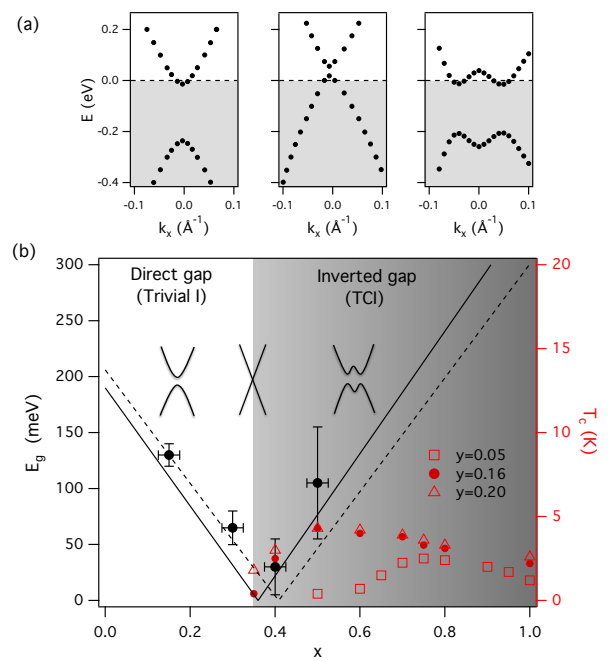 (a)
0.2
0.0
-0.2
-0.4
E (eV)
-0.1 0.0 0.1
-0.1 0.0 0.1
-0.1 0.0 0.1
kx (Å-1)
kx (Å-1)
kx (Å-1)
(b)
300
250
200
150
100
50
0
Eg (meV)
Direct gap
(Trivial I)
Inverted gap
(TCI)
y=0.05
y=0.16
y=0.20
20
15
10
5
0
Tc (K)
0.0 0.2 0.4 0.6 0.8 1.0
x